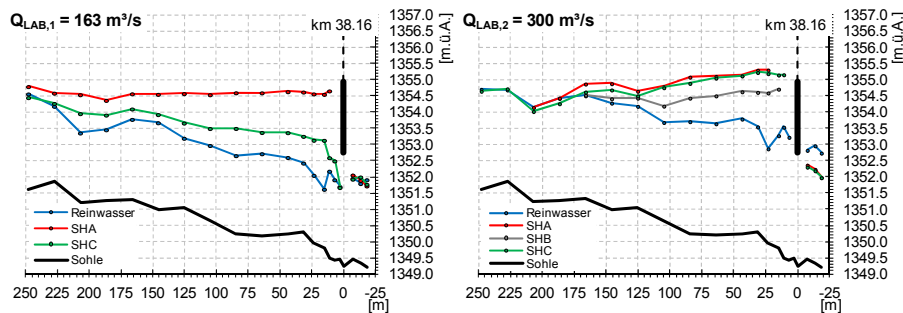 Q_LAB,1 = 163 m³/s
km 38.16
[m.ü.A.]
1357.0
1356.5
1356.0
1355.5
1355.0
1354.5
1354.0
1353.5
1353.0
1352.5
1352.0
1351.5
1351.0
1350.5
1350.0
1349.5
1349.0
Reinwasser
SHA
SHC
Sohle
250 225 200 175 150 125 100 75 50 25 0 -25
[m]
Q_LAB,2 = 300 m³/s
km 38.16
[m.ü.A.]
1357.0
1356.5
1356.0
1355.5
1355.0
1354.5
1354.0
1353.5
1353.0
1352.5
1352.0
1351.5
1351.0
1350.5
1350.0
1349.5
1349.0
Reinwasser
SHA
SHB
SHC
Sohle
250 225 200 175 150 125 100 75 50 25 0 -25
[m]